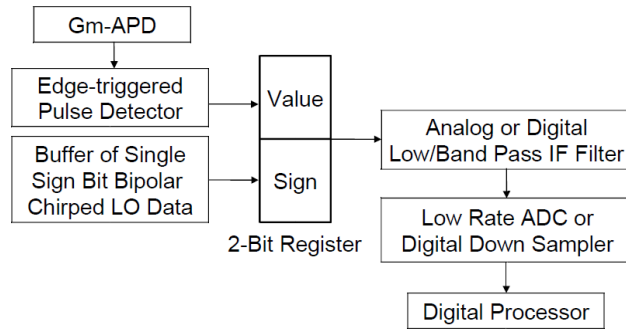 Gm-APD
Edge-triggered
Pulse Detector
Buffer of Single
Sign Bit Bipolar
Chirped LO Data
Value
Sign
2-Bit Register
Analog or Digital
Low/Band Pass IF Filter
Low Rate ADC or
Digital Down Sampler
Digital Processor